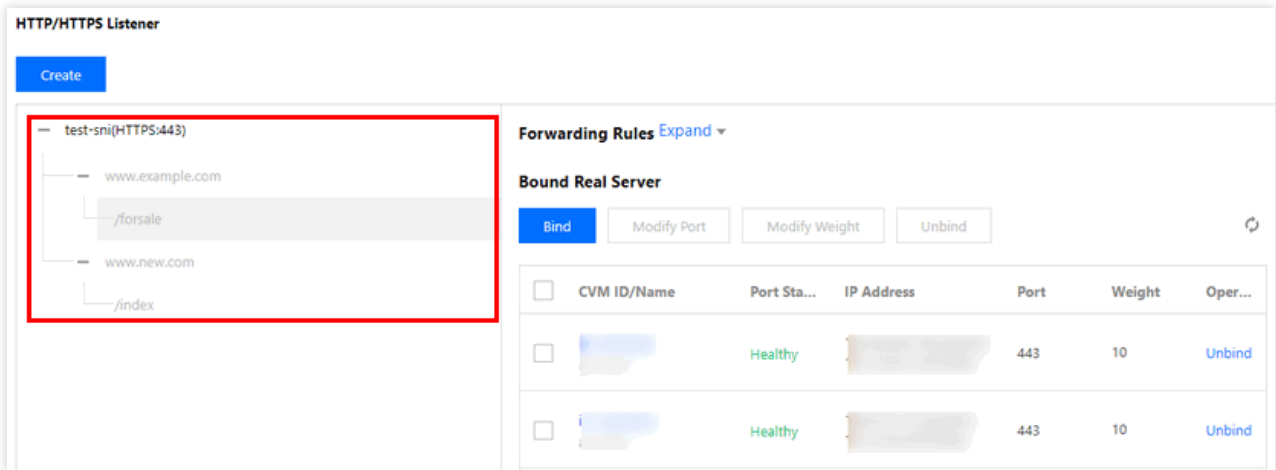 HTTP/HTTPS Listener
Create
test-sni(HTTPS:443)
www.example.com
/forsale
www.new.com
/index
Forwarding Rules Expand
Bound Real Server
Bind Modify Port Modify Weight Unbind
CVM ID/Name Port Sta... IP Address Port Weight Oper...
Healthy 443 10 Unbind
Healthy 443 10 Unbind